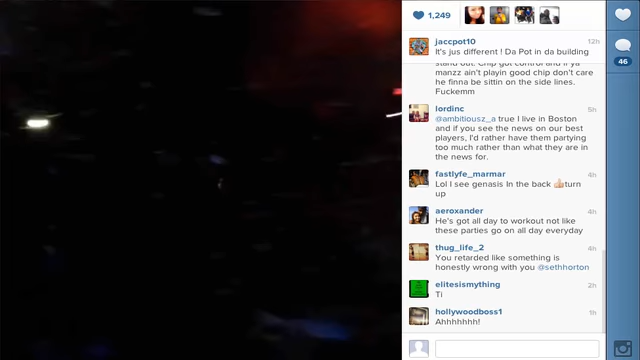 1,249
jaccpot10 12h
It's jus different ! Da Pot in da building
stand out. Chip got control and if ya
manzz ain't playin good chip don't care
he finna be sittin on the side lines.
Fuckemm
lordinc 5h
@ambitiousz_a true I live in Boston
and if you see the news on our best
players, I'd rather have them partying
too much rather than what they are in
the news for.
fastlyfe_marmar 4h
Lol I see genasis In the back 👍turn
up
aeroxander 4h
He's got all day to workout not like
these parties go on all day everyday
thug_life_2 4h
You retarded like something is
honestly wrong with you @sethhorton
elitesismything 2h
Ti
hollywoodboss1 1h
Ahhhhhhh!
46